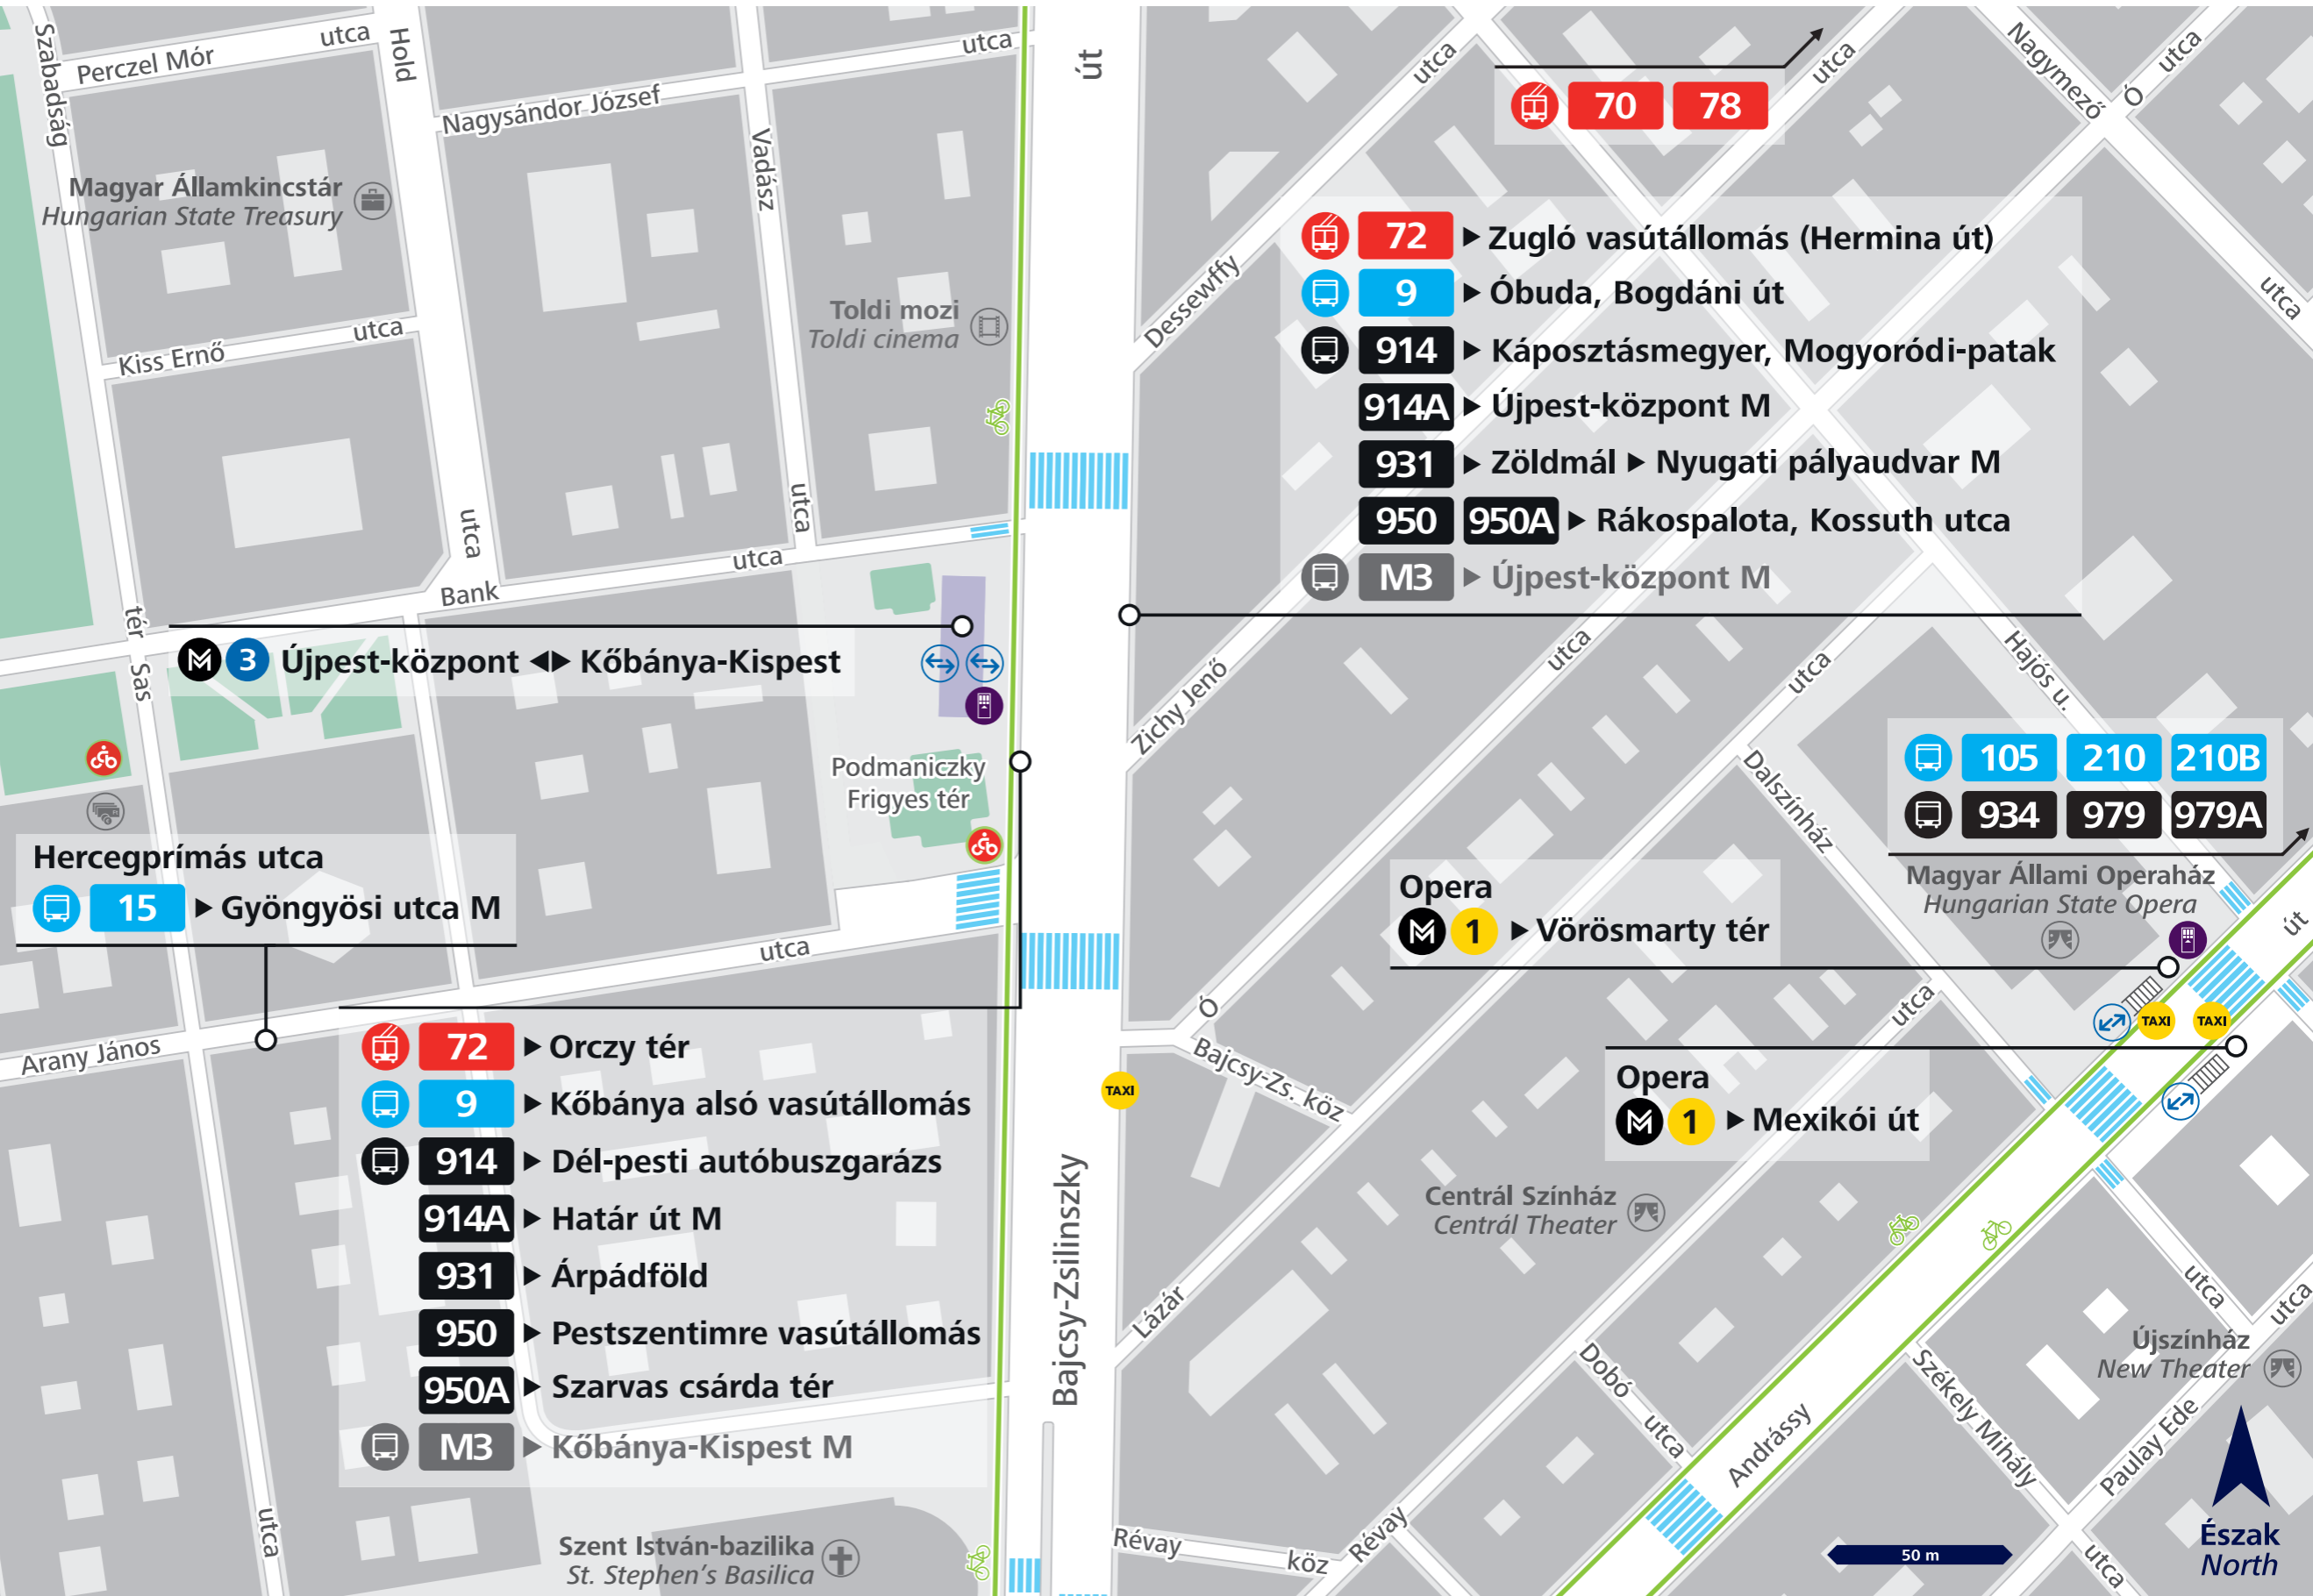 Szabadság
tér
Perczel Mór
utca
Hold
utca
Nagysándor József
utca
Vadász
utca
út
utca
utca
Nagymező
utca
Ó
utca
70 78
Magyar Államkincstár
Hungarian State Treasury
Toldi mozi
Toldi cinema
Kiss Ernő
utca
Dessewffy
72 Zugló vasútállomás (Hermina út)
9 Óbuda, Bogdáni út
914 Káposztásmegyer, Mogyoródi-patak
914A Újpest-központ M
931 Zöldmál Nyugati pályaudvar M
950 950A Rákospalota, Kossuth utca
M3 Újpest-központ M
Bank
utca
M 3 Újpest-központ Kőbánya-Kispest
Sas
utca
Zichy Jenő
utca
utca
Hajós u.
Podmaniczky
Frigyes tér
Dalszínház
utca
105 210 210B
934 979 979A
Magyar Állami Operaház
Hungarian State Opera
út
Hercegprímás utca
15 Gyöngyösi utca M
Opera
M 1 Vörösmarty tér
Arany János
utca
Ó
Bajcsy-Zs. köz
TAXI
TAXI
TAXI
Opera
M 1 Mexikói út
72 Orczy tér
9 Kőbánya alsó vasútállomás
914 Dél-pesti autóbuszgarázs
914A Határ út M
931 Árpádföld
950 Pestszentimre vasútállomás
950A Szarvas csárda tér
M3 Kőbánya-Kispest M
Bajcsy-Zsilinszky
Lázár
Centrál Színház
Centrál Theater
utca
Újszínház
New Theater
Dobó
utca
Andrássy
Székely Mihály
utca
Paulay Ede
utca
Révay
köz
Révay
Szent István-bazilika
St. Stephen's Basilica
50 m
Észak
North